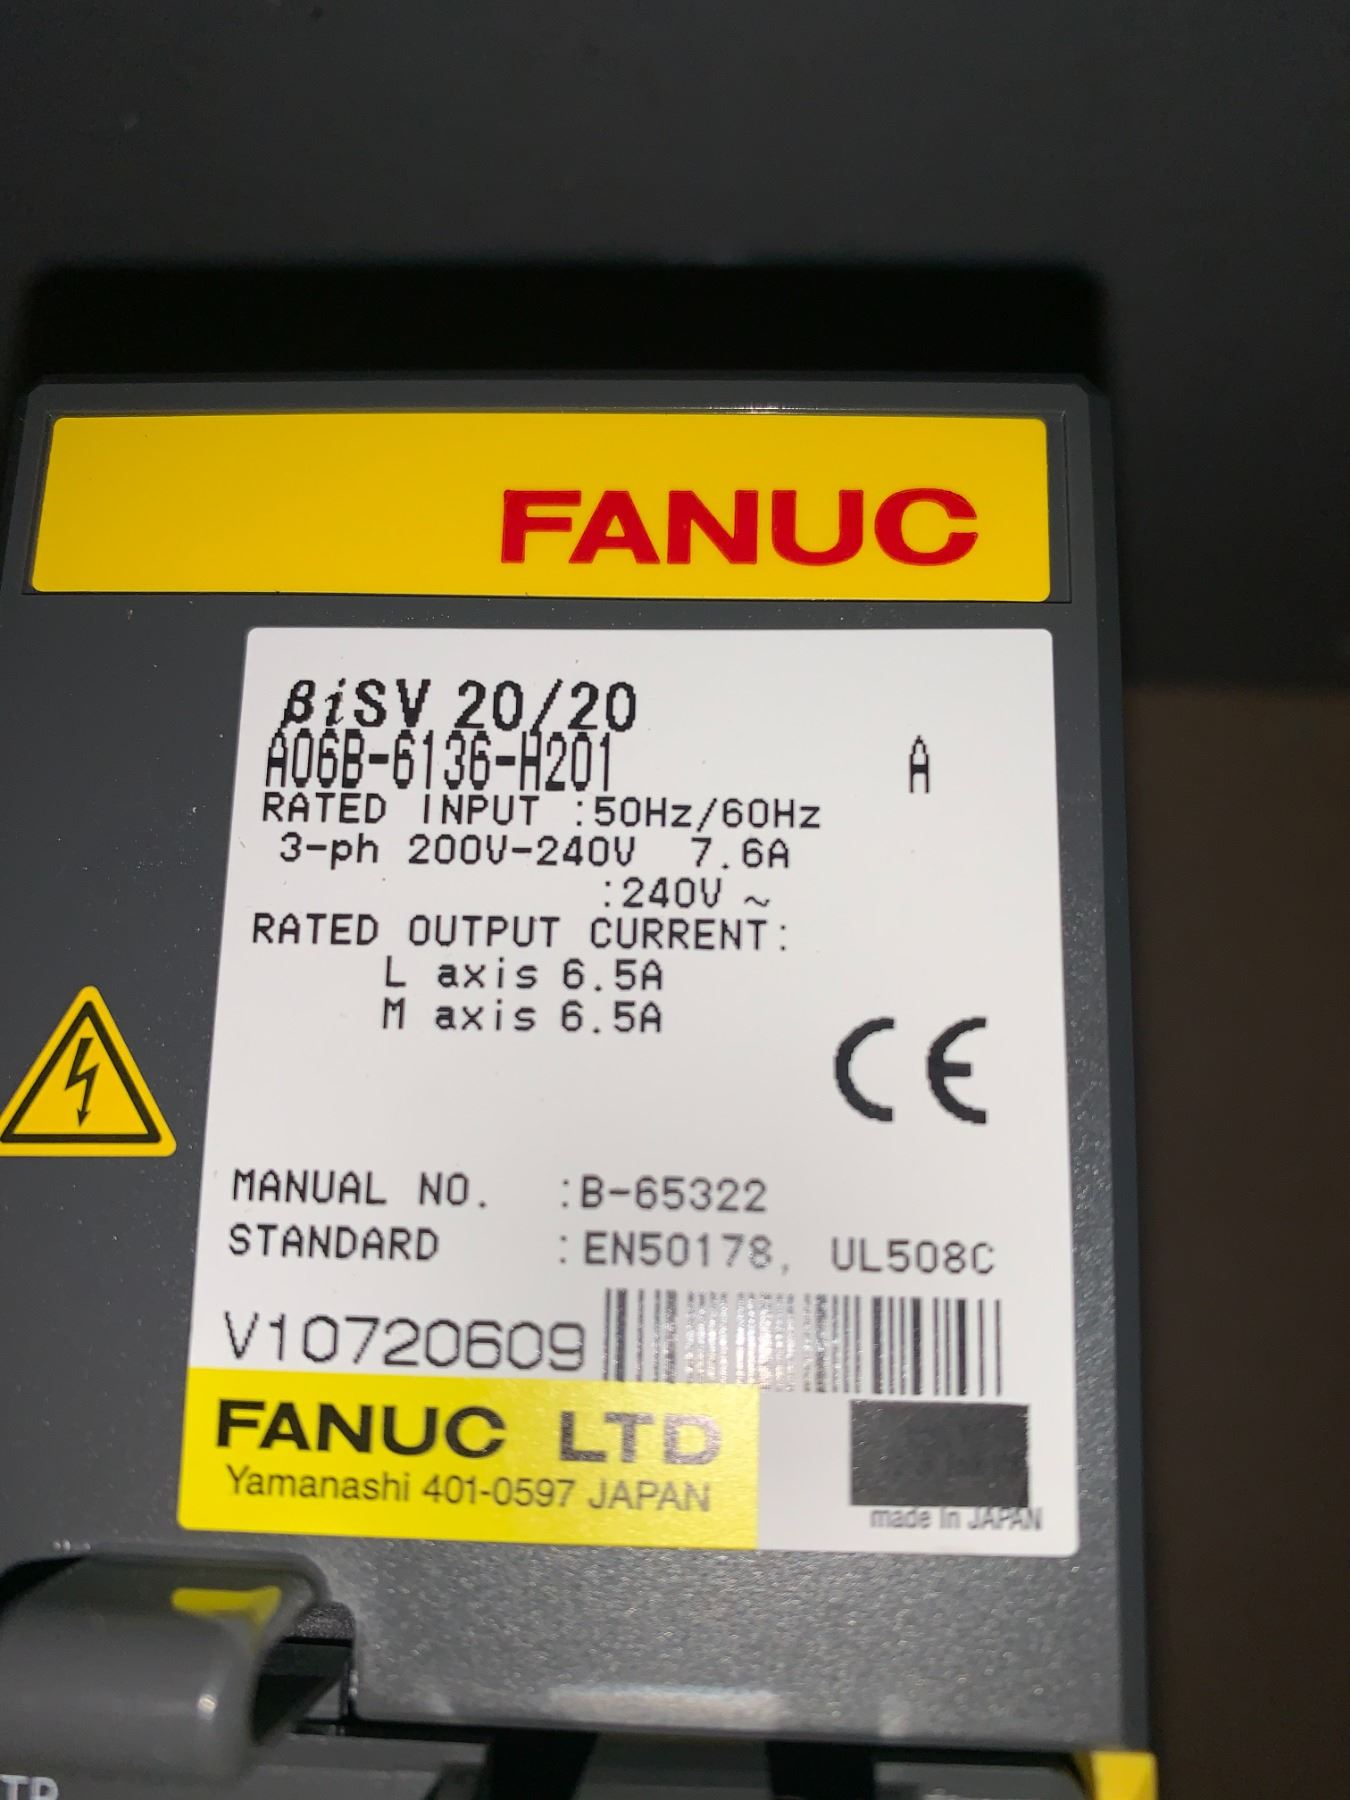 FANUC
βiSV 20/20
A06B-6136-H201 A
RATED INPUT :50Hz/60Hz
3-ph 200V-240V 7.6A
:240V ~
RATED OUTPUT CURRENT:
L axis 6.5A
M axis 6.5A
CE
MANUAL NO. :B-65322
STANDARD :EN50178, UL508C
V10720609
FANUC LTD
Yamanashi 401-0597 JAPAN
made in JAPAN